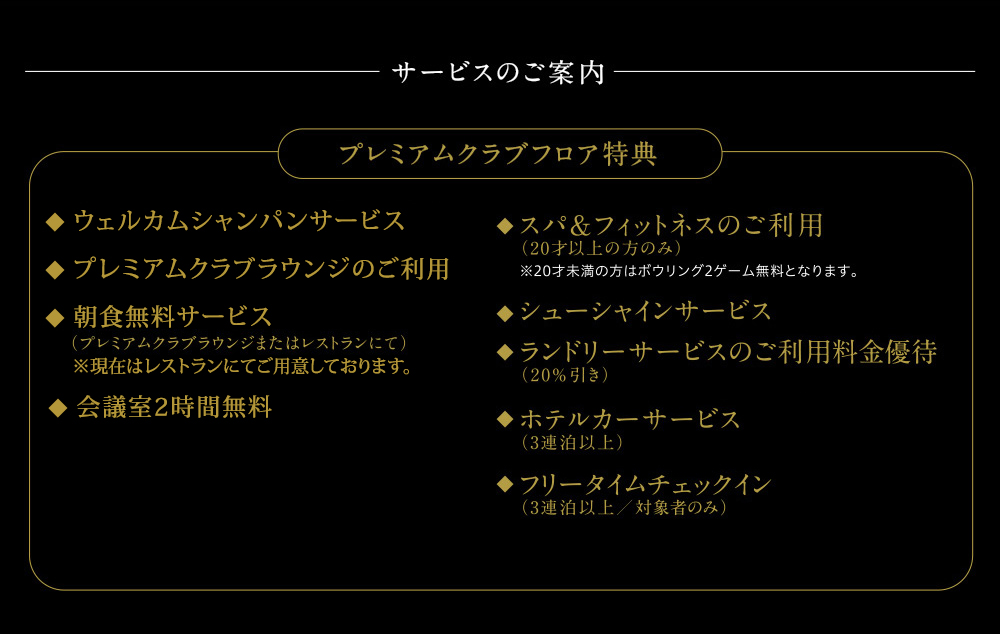 サービスのご案内
プレミアムクラブフロア特典
◆ ウェルカムシャンパンサービス
◆ プレミアムクラブラウンジのご利用
◆ 朝食無料サービス
（プレミアムクラブラウンジまたはレストランにて）
※現在はレストランにてご用意しております。
◆ 会議室2時間無料
◆ スパ＆フィットネスのご利用
（20才以上の方のみ）
※20才未満の方はボウリング2ゲーム無料となります。
◆ シューシャインサービス
◆ ランドリーサービスのご利用料金優待
（20％引き）
◆ ホテルカーサービス
（3連泊以上）
◆ フリータイムチェックイン
（3連泊以上／対象者のみ）